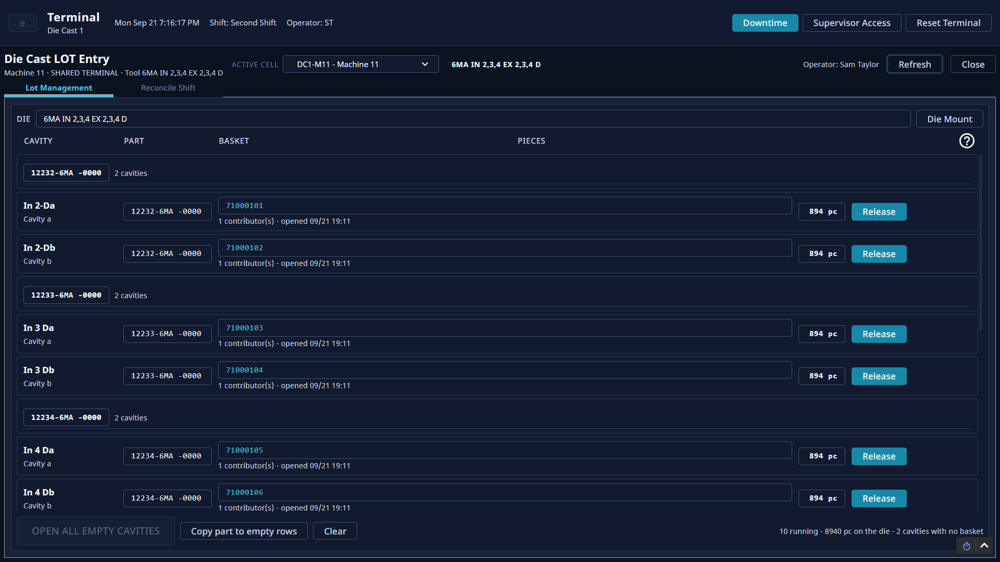 Terminal
Die Cast 1
Mon Sep 21 7:16:17 PM
Shift: Second Shift
Operator: ST
Downtime
Supervisor Access
Reset Terminal
Die Cast LOT Entry
Machine 11 · SHARED TERMINAL · Tool 6MA IN 2,3,4 EX 2,3,4 D
ACTIVE CELL
DC1-M11 - Machine 11
6MA IN 2,3,4 EX 2,3,4 D
Operator: Sam Taylor
Refresh
Close
Lot Management
Reconcile Shift
DIE
6MA IN 2,3,4 EX 2,3,4 D
Die Mount
CAVITY
PART
BASKET
PIECES
12232-6MA -0000
2 cavities
In 2-Da
Cavity a
12232-6MA -0000
71000101
1 contributor(s) - opened 09/21 19:11
894 pc
Release
In 2-Db
Cavity b
12232-6MA -0000
71000102
1 contributor(s) - opened 09/21 19:11
894 pc
Release
12233-6MA -0000
2 cavities
In 3 Da
Cavity a
12233-6MA -0000
71000103
1 contributor(s) - opened 09/21 19:11
894 pc
Release
In 3 Db
Cavity b
12233-6MA -0000
71000104
1 contributor(s) - opened 09/21 19:11
894 pc
Release
12234-6MA -0000
2 cavities
In 4 Da
Cavity a
12234-6MA -0000
71000105
1 contributor(s) - opened 09/21 19:11
894 pc
Release
In 4 Db
Cavity b
12234-6MA -0000
71000106
1 contributor(s) - opened 09/21 19:11
894 pc
Release
OPEN ALL EMPTY CAVITIES
Copy part to empty rows
Clear
10 running - 8940 pc on the die - 2 cavities with no basket